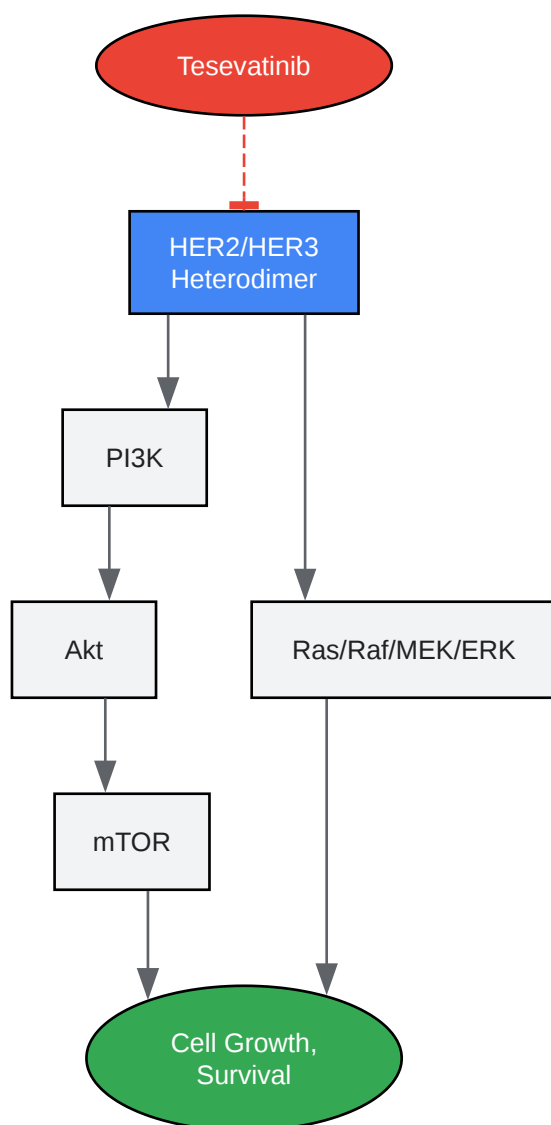 Tesevatinib
HER2/HER3
Heterodimer
PI3K
Akt
Ras/Raf/MEK/ERK
mTOR
Cell Growth,
Survival